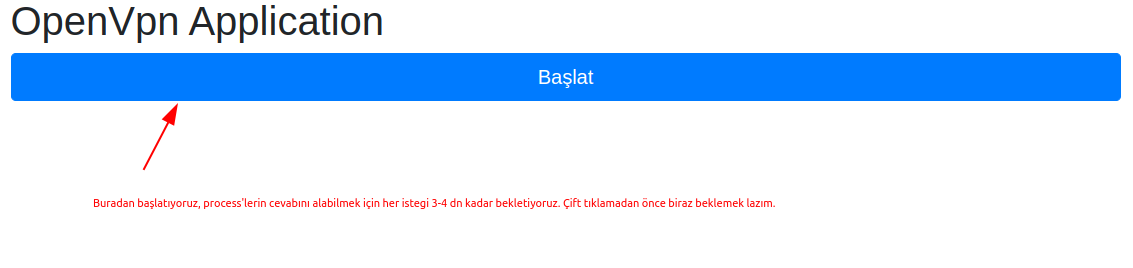 OpenVpn Application
Başlat
Buradan başlatıyoruz, process'lerin cevabını alabilmek için her istegi 3-4 dn kadar bekletiyoruz. Çift tıklamadan önce biraz beklemek lazım.